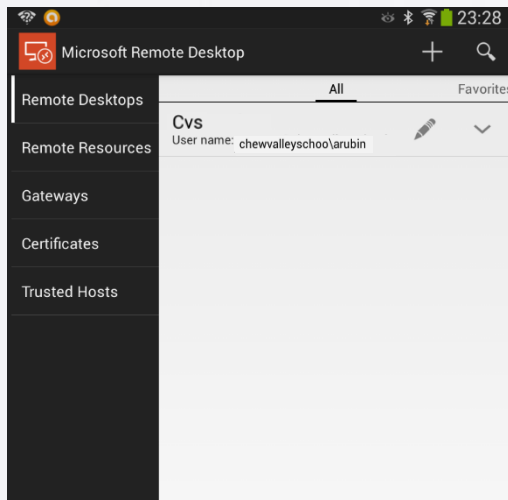 23:28
Microsoft Remote Desktop
Remote Desktops
Remote Resources
Gateways
Certificates
Trusted Hosts
All
Favorites
Cvs
User name: chewvalleyschoo\arubin